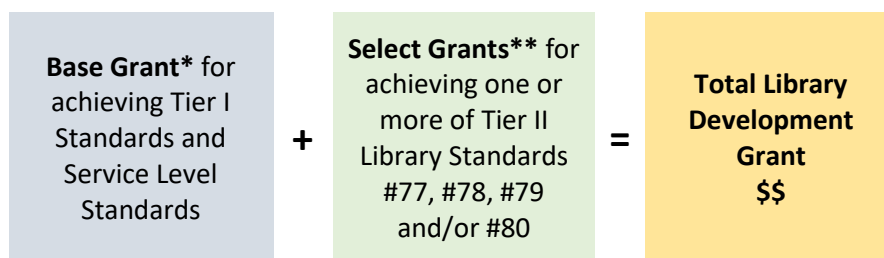 Base Grant* for
achieving Tier I
Standards and
Service Level
Standards
+
Select Grants** for
achieving one or
more of Tier II
Library Standards
#77, #78, #79
and/or #80
=
Total Library
Development
Grant
$$